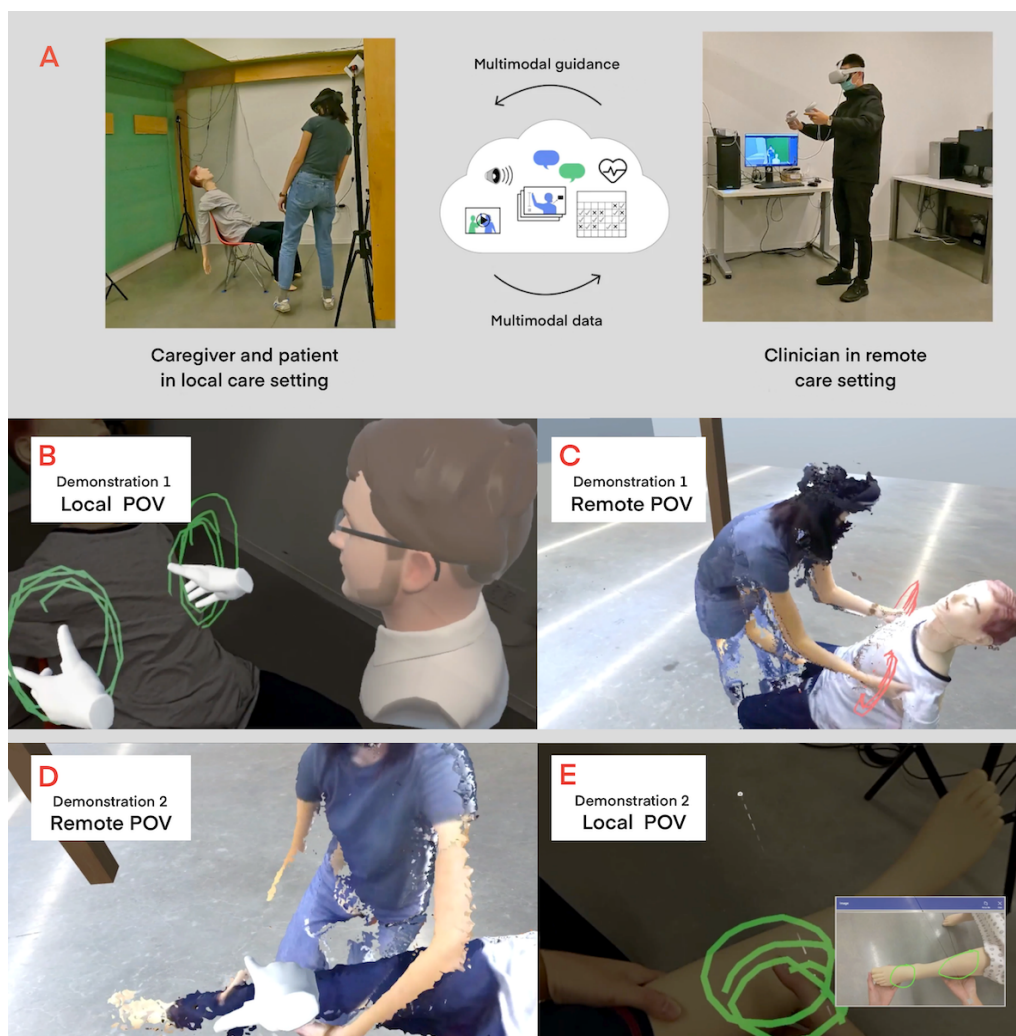 A
Multimodal guidance
Multimodal data
Caregiver and patient
in local care setting
Clinician in remote
care setting
B
Demonstration 1
Local POV
C
Demonstration 1
Remote POV
D
Demonstration 2
Remote POV
E
Demonstration 2
Local POV